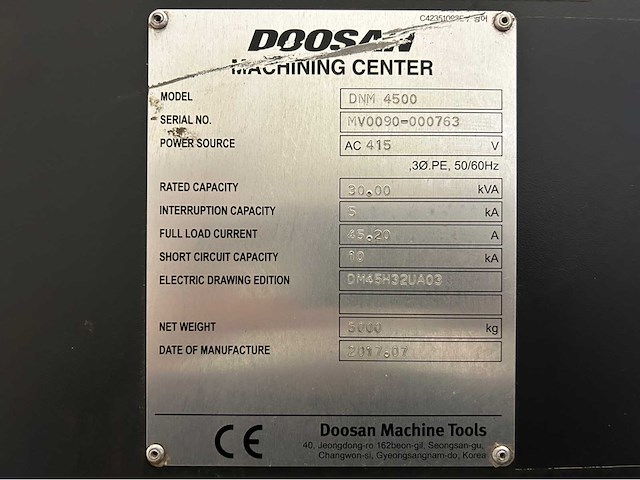 DOOSAN
MACHINING CENTER
MODEL DNM 4500
SERIAL NO. MV0090-000763
POWER SOURCE AC 415 V
,3Ø.PE, 50/60Hz
RATED CAPACITY 30.00 kVA
INTERRUPTION CAPACITY 5 kA
FULL LOAD CURRENT 45.20 A
SHORT CIRCUIT CAPACITY 10 kA
ELECTRIC DRAWING EDITION DM45H32UA03
NET WEIGHT 5000 kg
DATE OF MANUFACTURE 2017.07
CE Doosan Machine Tools
40, Jeongdong-ro 162beon-gil, Seongsan-gu,
Changwon-si, Gyeongsangnam-do, Korea